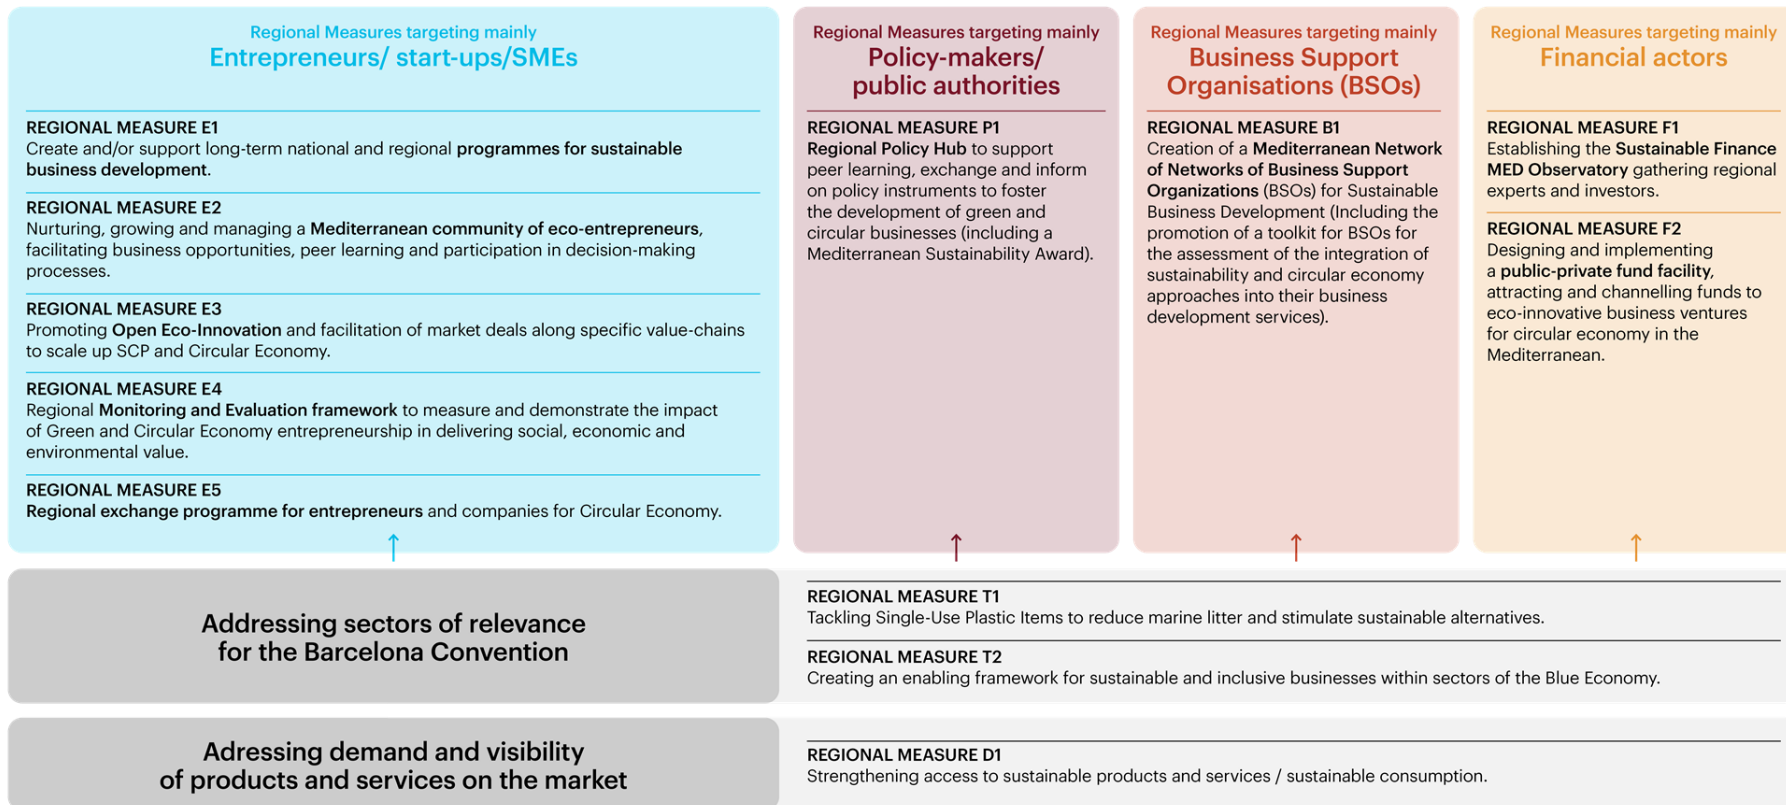 Regional Measures targeting mainly
Entrepreneurs/ start-ups/SMEs
REGIONAL MEASURE E1
Create and/or support long-term national and regional programmes for sustainable
business development.
REGIONAL MEASURE E2
Nurturing, growing and managing a Mediterranean community of eco-entrepreneurs,
facilitating business opportunities, peer learning and participation in decision-making
processes.
REGIONAL MEASURE E3
Promoting Open Eco-Innovation and facilitation of market deals along specific value-chains
to scale up SCP and Circular Economy.
REGIONAL MEASURE E4
Regional Monitoring and Evaluation framework to measure and demonstrate the impact
of Green and Circular Economy entrepreneurship in delivering social, economic and
environmental value.
REGIONAL MEASURE E5
Regional exchange programme for entrepreneurs and companies for Circular Economy.
Regional Measures targeting mainly
Policy-makers/
public authorities
REGIONAL MEASURE P1
Regional Policy Hub to support
peer learning, exchange and inform
on policy instruments to foster
the development of green and
circular businesses (including a
Mediterranean Sustainability Award).
Regional Measures targeting mainly
Business Support
Organisations (BSOs)
REGIONAL MEASURE B1
Creation of a Mediterranean Network
of Networks of Business Support
Organizations (BSOs) for Sustainable
Business Development (Including the
promotion of a toolkit for BSOs for
the assessment of the integration of
sustainability and circular economy
approaches into their business
development services).
Regional Measures targeting mainly
Financial actors
REGIONAL MEASURE F1
Establishing the Sustainable Finance
MED Observatory gathering regional
experts and investors.
REGIONAL MEASURE F2
Designing and implementing
a public-private fund facility,
attracting and channelling funds to
eco-innovative business ventures
for circular economy in the
Mediterranean.
Addressing sectors of relevance
for the Barcelona Convention
REGIONAL MEASURE T1
Tackling Single-Use Plastic Items to reduce marine litter and stimulate sustainable alternatives.
REGIONAL MEASURE T2
Creating an enabling framework for sustainable and inclusive businesses within sectors of the Blue Economy.
Adressing demand and visibility
of products and services on the market
REGIONAL MEASURE D1
Strengthening access to sustainable products and services / sustainable consumption.